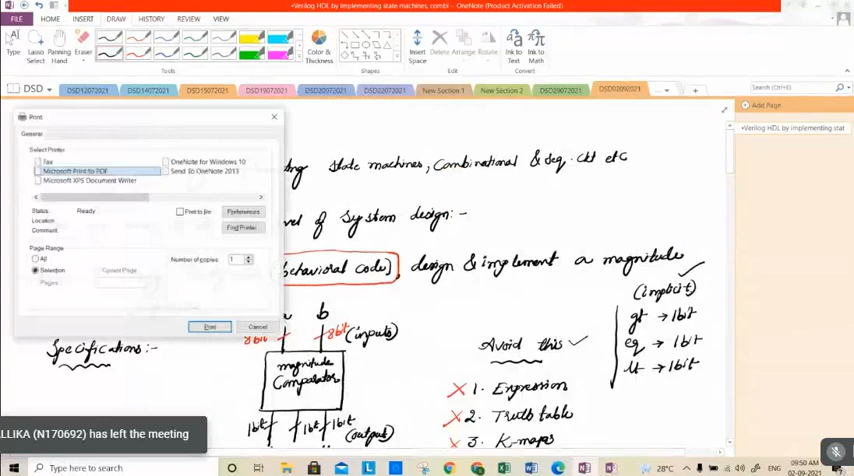 •Verilog HDL by implementing state machines, combi - OneNote (Product Activation Failed)
FILE HOME INSERT DRAW HISTORY REVIEW VIEW
Type Lasso Select Panning Hand Eraser Color & Thickness Insert Space Delete Arrange Rotate Ink to Text Ink to Math
Tools Shapes Edit Convert
DSD DSD12072021 DSD14072021 DSD15072021 DSD19072021 DSD20072021 DSD22072021 New Section 1 New Section 2 DSD29072021 DSD02092021 ... Search (Ctrl+E)
Add Page
•Verilog HDL by implementing stat
Print
General
Select Printer
Fax OneNote for Windows 10
Microsoft Print to PDF Send To OneNote 2013
Microsoft XPS Document Writer
Status: Ready Print to file Preferences
Location:
Comment: Find Printer...
Page Range
All Number of copies: 1
Selection Current Page
Pages:
Print Cancel
state machines, Combinational & seq. ckt etc
level of system design:-
behavioral code], design & implement a magnitude
(implicit)
b
8bit 8bit (inputs)
gt → 1bit
eq → 1bit
lt → 1bit
Specifications:-
Avoid this
magnitude
Comparator
1. Expression
2. Truth table
3. K-maps
1bit 1bit 1bit (output)
ALLIKA (N170692) has left the meeting
Type here to search
28°C 09:50 AM
02-09-2021